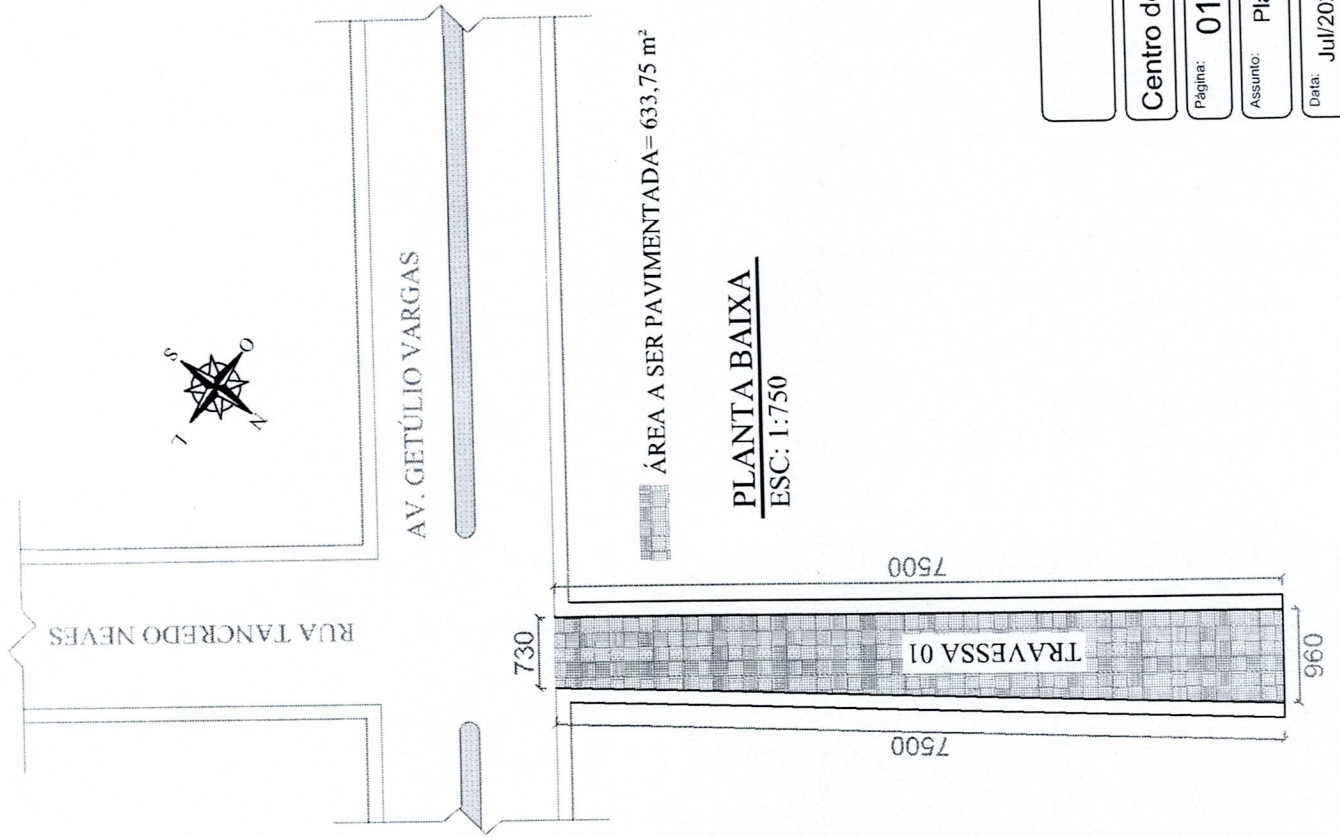 RUA TANCREDO NEVES
S
O
N
L
AV. GETÚLIO VARGAS
ÁREA A SER PAVIMENTADA= 633,75 m²
PLANTA BAIXA
ESC: 1:750
730
7500
7500
TRAVESSA 01
960
Centro d
Página: 01
Assunto: Pl
Data: Jul/20